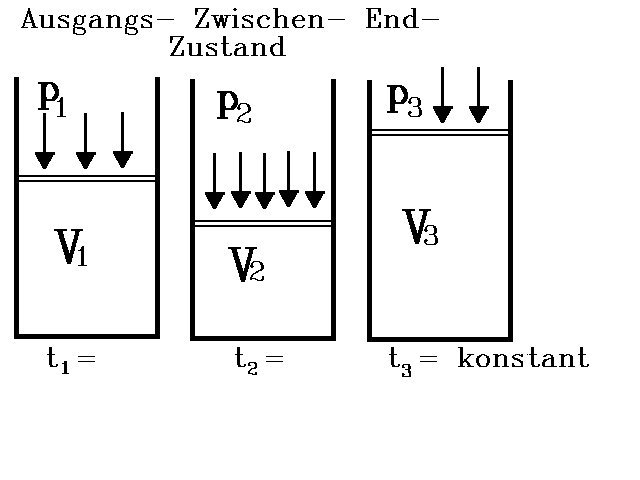 Ausgangs- Zwischen- End-
Zustand
p1 p2 p3
V1 V2 V3
t1 = t2 = t3 = konstant